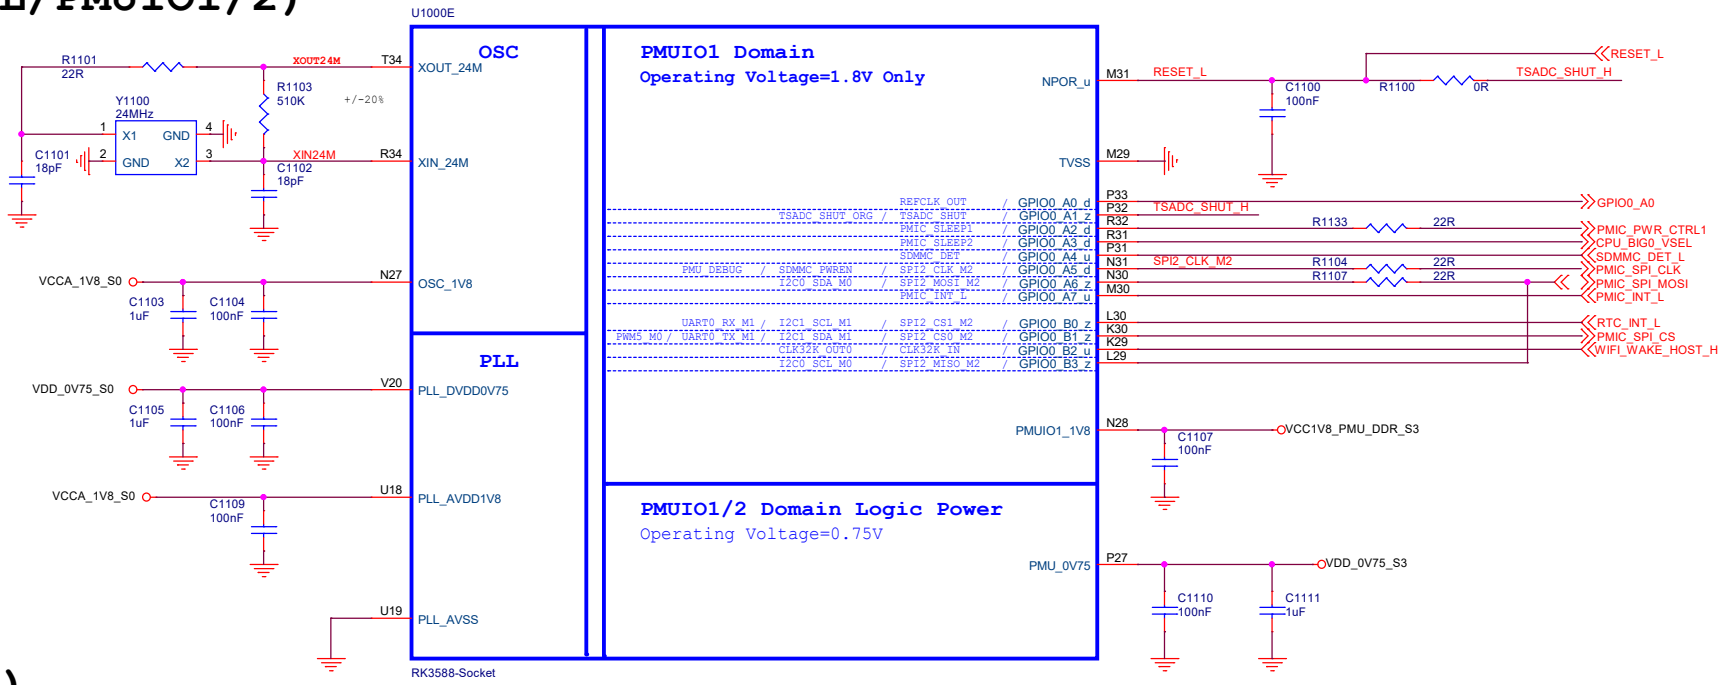 L/PMUIO1/2)
U1000E
OSC
XOUT_24M
XIN_24M
OSC_1V8
PLL
PLL_DVDD0V75
PLL_AVDD1V8
PLL_AVSS
RK3588-Socket
R1101
22R
XOUT24M
T34
R1103
510K
+/-20%
Y1100
24MHz
1
X1
GND
4
2
GND
X2
3
XIN24M
R34
C1101
18pF
C1102
18pF
VCCA_1V8_S0
N27
C1103
1uF
C1104
100nF
VDD_0V75_S0
V20
C1105
1uF
C1106
100nF
VCCA_1V8_S0
U18
C1109
100nF
U19
)
PMUIO1 Domain
Operating Voltage=1.8V Only
NPOR_u
M31
RESET_L
RESET_L
C1100
100nF
R1100
0R
TSADC_SHUT_H
TVSS
M29
REFCLK_OUT / GPIO0_A0_d P33 GPIO0_A0
TSADC_SHUT_ORG / TSADC_SHUT / GPIO0_A1_z P32 TSADC_SHUT_H
PMIC_SLEEP1 / GPIO0_A2_d R32 R1133 22R PMIC_PWR_CTRL1
PMIC_SLEEP2 / GPIO0_A3_d R31 CPU_BIG0_VSEL
SDMMC_DET / GPIO0_A4_u P31 SDMMC_DET_L
PMU_DEBUG / SDMMC_PWREN / SPI2_CLK_M2 / GPIO0_A5_d N31 SPI2_CLK_M2 R1104 22R PMIC_SPI_CLK
I2C0_SDA_M0 / SPI2_MOSI_M2 / GPIO0_A6_z N30 R1107 22R PMIC_SPI_MOSI
PMIC_INT_L / GPIO0_A7_u M30 PMIC_INT_L
UART0_RX_M1 / I2C1_SCL_M1 / SPI2_CS1_M2 / GPIO0_B0_z L30 RTC_INT_L
PWM5_M0 / UART0_TX_M1 / I2C1_SDA_M1 / SPI2_CS0_M2 / GPIO0_B1_z K30 PMIC_SPI_CS
CLK32K_OUT0 / CLK32K_IN / GPIO0_B2_u K29 WIFI_WAKE_HOST_H
I2C0_SCL_M0 / SPI2_MISO_M2 / GPIO0_B3_z L29
PMUIO1_1V8
N28
VCC1V8_PMU_DDR_S3
C1107
100nF
PMUIO1/2 Domain Logic Power
Operating Voltage=0.75V
PMU_0V75
P27
VDD_0V75_S3
C1110
100nF
C1111
1uF